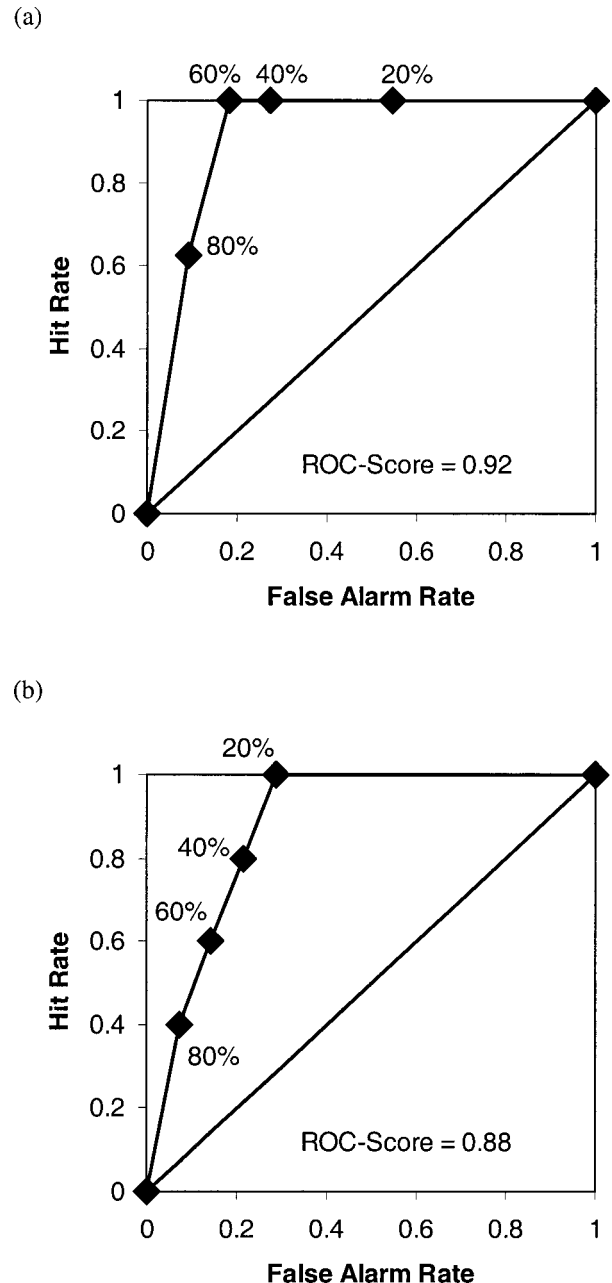 (a)
60% 40% 20%
1
0.8
80%
0.6
Hit Rate
0.4
0.2
ROC-Score = 0.92
0
0 0.2 0.4 0.6 0.8 1
False Alarm Rate
(b)
20%
1
40%
0.8
60%
0.6
Hit Rate
0.4
80%
0.2
ROC-Score = 0.88
0
0 0.2 0.4 0.6 0.8 1
False Alarm Rate